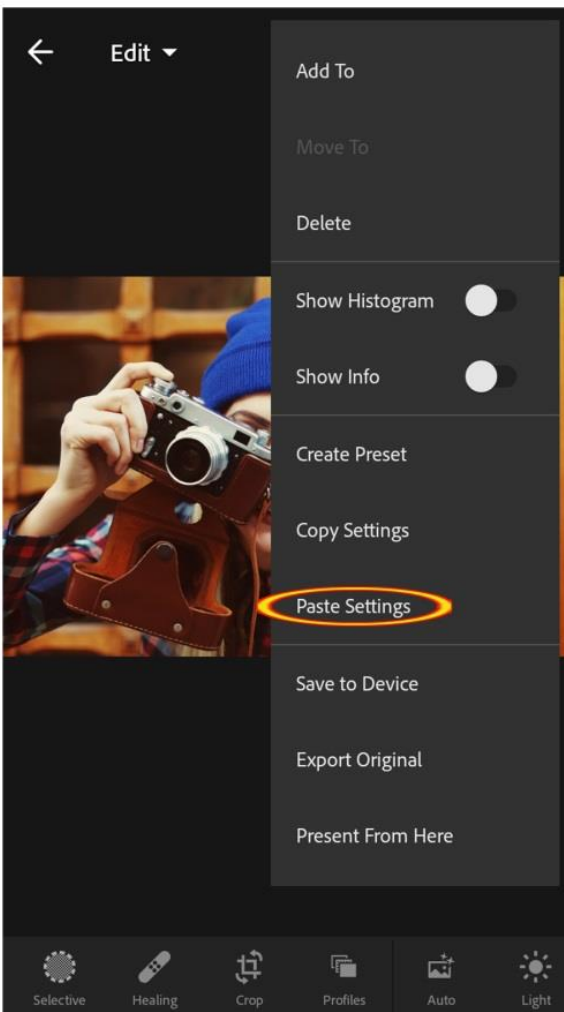 Edit
Add To
Move To
Delete
Show Histogram
Show Info
Create Preset
Copy Settings
Paste Settings
Save to Device
Export Original
Present From Here
Selective
Healing
Crop
Profiles
Auto
Light